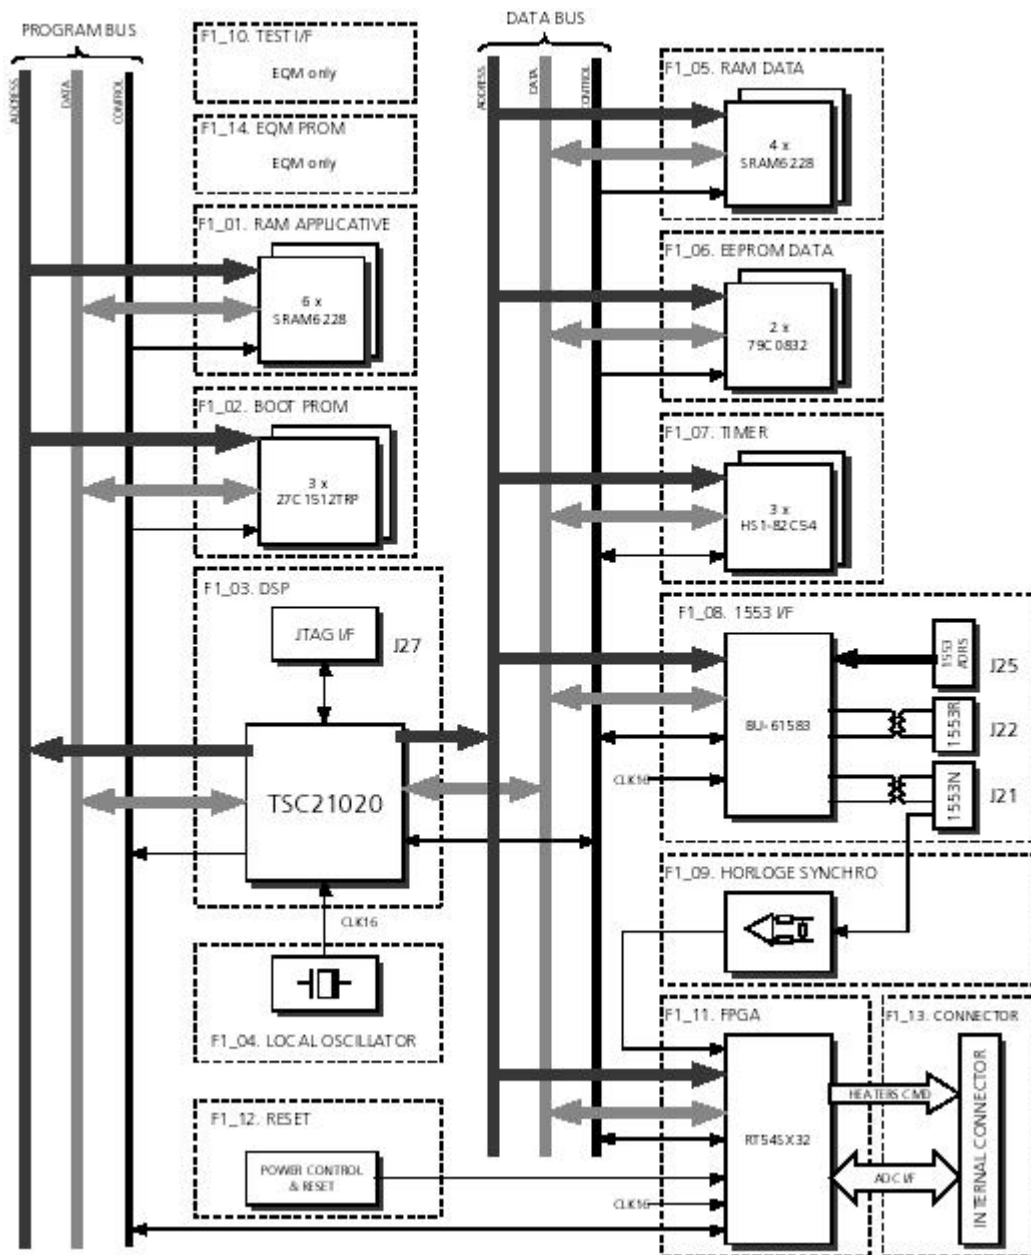 PROGRAM BUS
ADDRESS
DATA
CONTROL
F1_10. TEST I/F
EQM only
F1_14. EQM PROM
EQM only
F1_01. RAM APPLICATIVE
6 x
SRAM6228
F1_02. BOOT PROM
3 x
27C1512TRP
F1_03. DSP
JTAG I/F
J27
TSC21020
CLK16
F1_04. LOCAL OSCILLATOR
F1_12. RESET
POWER CONTROL
& RESET
DATA BUS
ADDRESS
DATA
CONTROL
F1_05. RAM DATA
4 x
SRAM6228
F1_06. EEPROM DATA
2 x
79C0832
F1_07. TIMER
3 x
HS1-82C54
F1_08. 1553 I/F
BU-61583
CLK16
1553
ADRS
J25
1553R
J22
1553N
J21
F1_09. HORLOGE SYNCHRO
F1_11. FPGA
RT54SX32
CLK16
HEATERS CMD
ADC I/F
F1_13. CONNECTOR
INTERNAL CONNECTOR